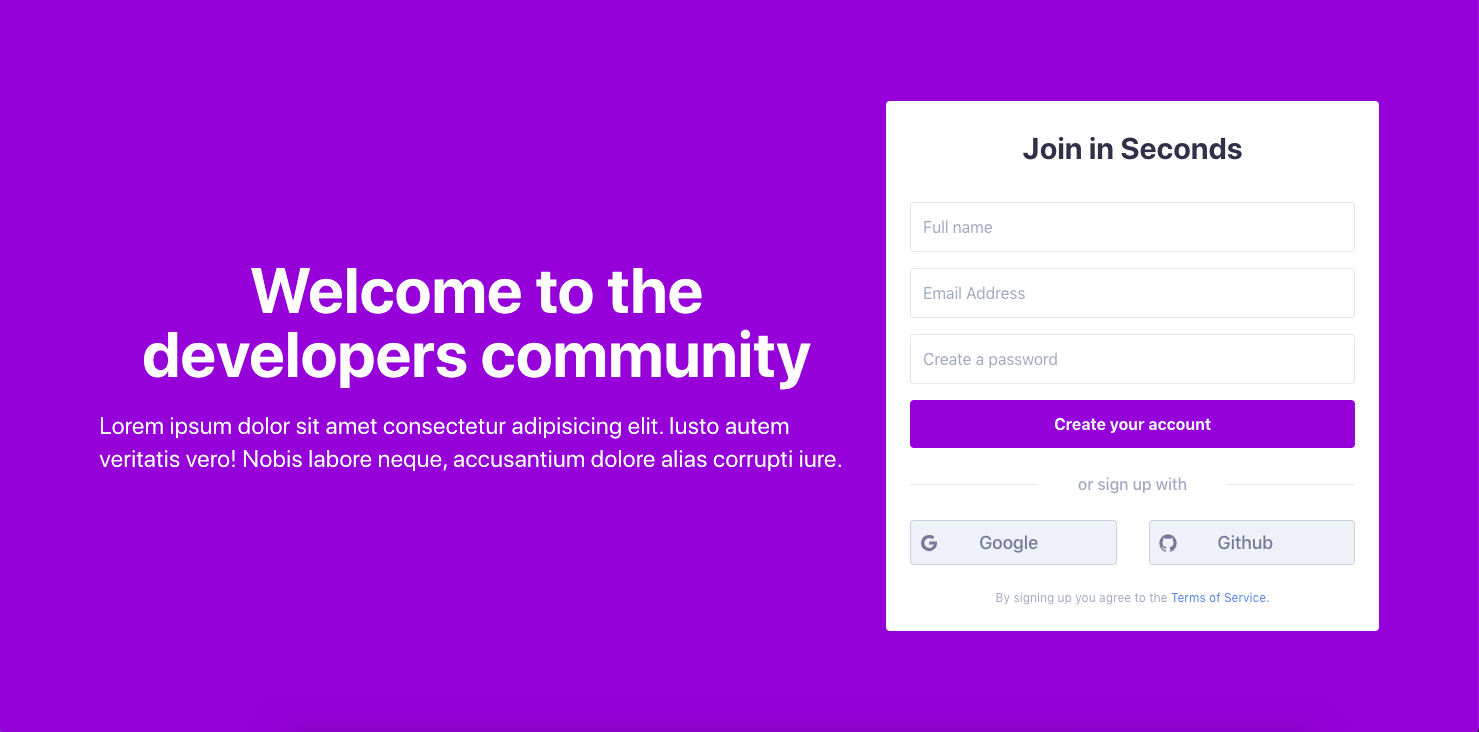 Welcome to the
developers community
Lorem ipsum dolor sit amet consectetur adipisicing elit. Iusto autem
veritatis vero! Nobis labore neque, accusantium dolore alias corrupti iure.
Join in Seconds
Full name
Email Address
Create a password
Create your account
or sign up with
Google
Github
By signing up you agree to the Terms of Service.